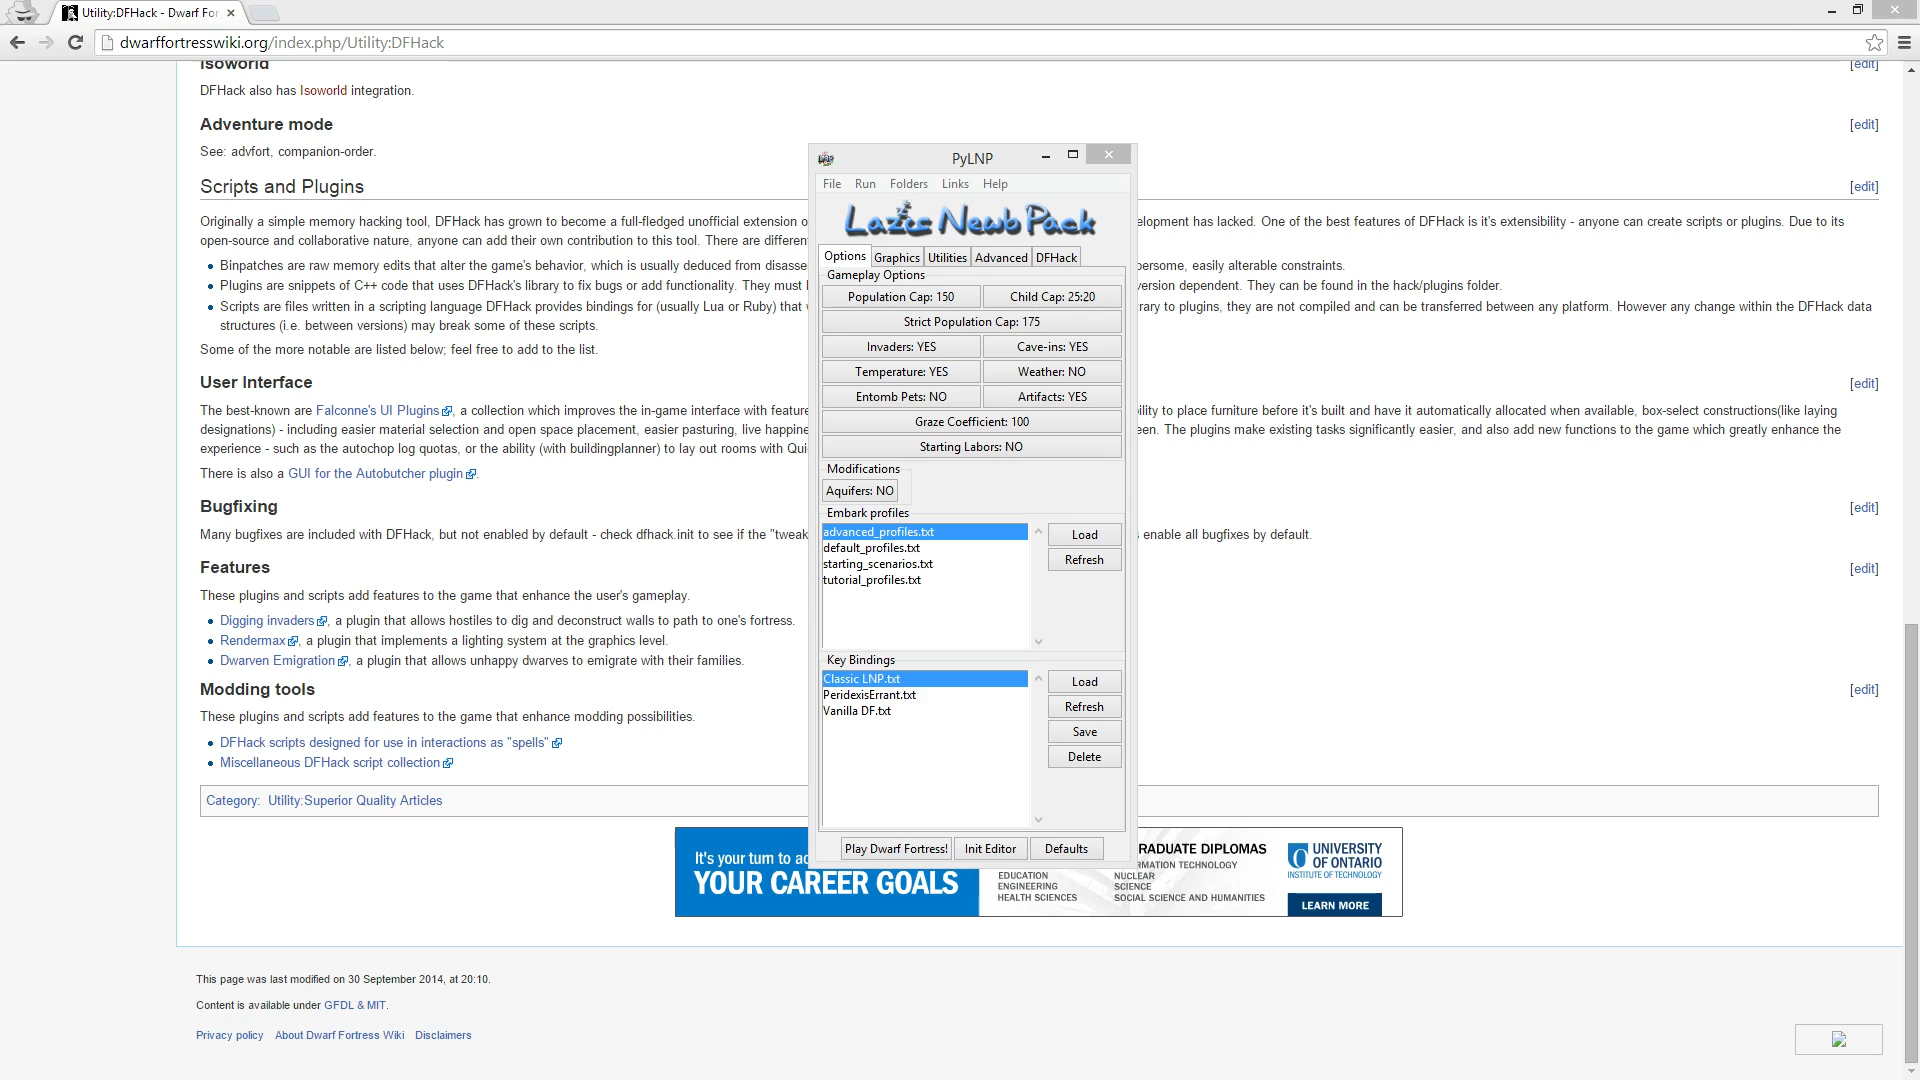 Utility:DFHack - Dwarf For
dwarffortresswiki.org/index.php/Utility:DFHack
Isoworld
[edit]
DFHack also has Isoworld integration.
Adventure mode
[edit]
See: advfort, companion-order.
Scripts and Plugins
[edit]
Originally a simple memory hacking tool, DFHack has grown to become a full-fledged unofficial extension o
elopment has lacked. One of the best features of DFHack is it's extensibility - anyone can create scripts or plugins. Due to its
open-source and collaborative nature, anyone can add their own contribution to this tool. There are differen
Binpatches are raw memory edits that alter the game's behavior, which is usually deduced from disasse
ersome, easily alterable constraints.
Plugins are snippets of C++ code that uses DFHack's library to fix bugs or add functionality. They must
ersion dependent. They can be found in the hack/plugins folder.
Scripts are files written in a scripting language DFHack provides bindings for (usually Lua or Ruby) that
rary to plugins, they are not compiled and can be transferred between any platform. However any change within the DFHack data
structures (i.e. between versions) may break some of these scripts.
Some of the more notable are listed below; feel free to add to the list.
User Interface
[edit]
The best-known are Falconne's UI Plugins, a collection which improves the in-game interface with feature
ility to place furniture before it's built and have it automatically allocated when available, box-select constructions(like laying
designations) - including easier material selection and open space placement, easier pasturing, live happine
een. The plugins make existing tasks significantly easier, and also add new functions to the game which greatly enhance the
experience - such as the autochop log quotas, or the ability (with buildingplanner) to lay out rooms with Qui
There is also a GUI for the Autobutcher plugin.
Bugfixing
[edit]
Many bugfixes are included with DFHack, but not enabled by default - check dfhack.init to see if the "tweak
enable all bugfixes by default.
Features
[edit]
These plugins and scripts add features to the game that enhance the user's gameplay.
Digging invaders, a plugin that allows hostiles to dig and deconstruct walls to path to one's fortress.
Rendermax, a plugin that implements a lighting system at the graphics level.
Dwarven Emigration, a plugin that allows unhappy dwarves to emigrate with their families.
Modding tools
[edit]
These plugins and scripts add features to the game that enhance modding possibilities.
DFHack scripts designed for use in interactions as "spells"
Miscellaneous DFHack script collection
Category: Utility:Superior Quality Articles
PyLNP
File Run Folders Links Help
Lazy Newb Pack
Options Graphics Utilities Advanced DFHack
Gameplay Options
Population Cap: 150
Child Cap: 25:20
Strict Population Cap: 175
Invaders: YES
Cave-ins: YES
Temperature: YES
Weather: NO
Entomb Pets: NO
Artifacts: YES
Graze Coefficient: 100
Starting Labors: NO
Modifications
Aquifers: NO
Embark profiles
advanced_profiles.txt
default_profiles.txt
starting_scenarios.txt
tutorial_profiles.txt
Load
Refresh
Key Bindings
Classic LNP.txt
PeridexisErrant.txt
Vanilla DF.txt
Load
Refresh
Save
Delete
Play Dwarf Fortress!
Init Editor
Defaults
It's your turn to ac
YOUR CAREER GOALS
RADUATE DIPLOMAS
RMATION TECHNOLOGY
EDUCATION
ENGINEERING
HEALTH SCIENCES
NUCLEAR
SCIENCE
SOCIAL SCIENCE AND HUMANITIES
UNIVERSITY
OF ONTARIO
INSTITUTE OF TECHNOLOGY
LEARN MORE
This page was last modified on 30 September 2014, at 20:10.
Content is available under GFDL & MIT.
Privacy policy About Dwarf Fortress Wiki Disclaimers